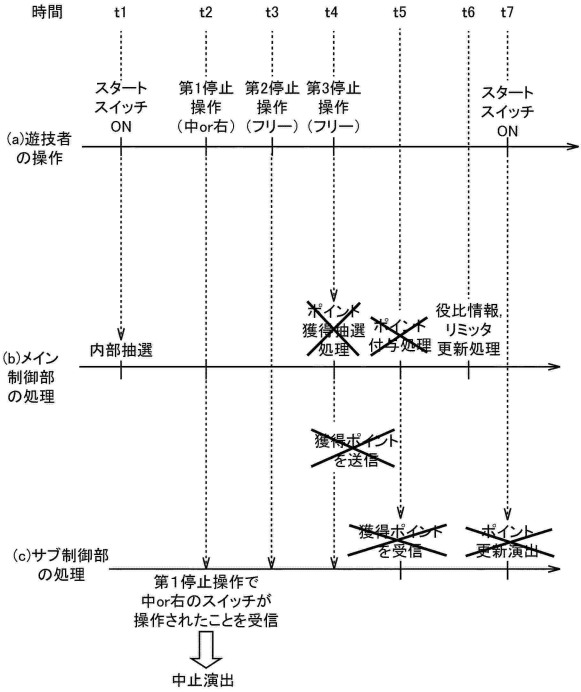 時間 t1 t2 t3 t4 t5 t6 t7
スタート
スイッチ
ON
第1停止
操作
(中or右)
第2停止
操作
(フリー)
第3停止
操作
(フリー)
スタート
スイッチ
ON
(a)遊技者
の操作
内部抽選
ポイント
獲得抽選
処理
ポイント
付与処理
役比情報,
リミッタ
更新処理
(b)メイン
制御部
の処理
獲得ポイント
を送信
獲得ポイント
を受信
ポイント
更新演出
(c)サブ制御部
の処理
第1停止操作で
中or右のスイッチが
操作されたことを受信
中止演出